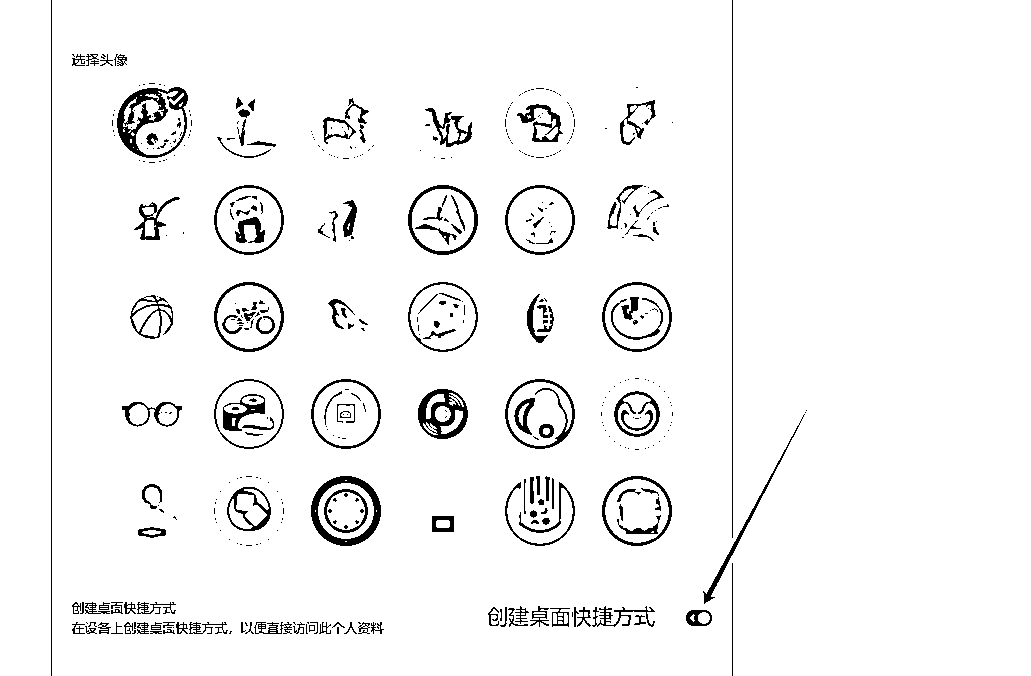 选择头像
创建桌面快捷方式
在设备上创建桌面快捷方式，以便直接访问此个人资料
创建桌面快捷方式